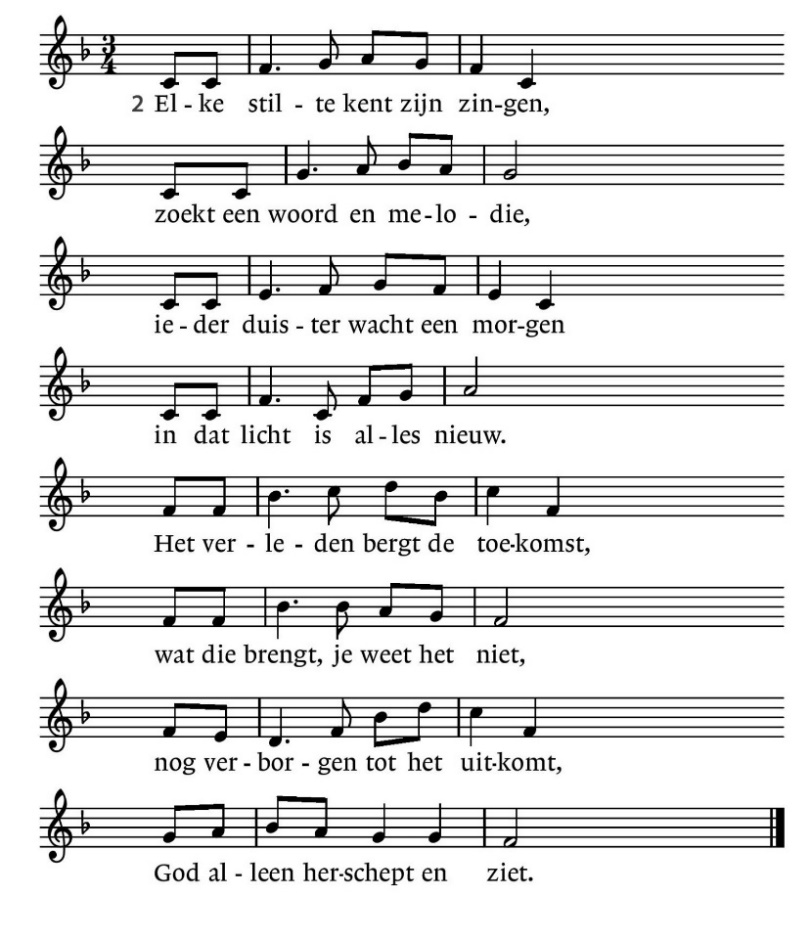 3
4
2 El - ke stil - te kent zijn zin-gen,
zoekt een woord en me-lo - die,
ie - der duis - ter wacht een mor-gen
in dat licht is al-les nieuw.
Het ver - le - den bergt de toe-komst,
wat die brengt, je weet het niet,
nog ver-bor - gen tot het uit-komt,
God al - leen her-schept en ziet.